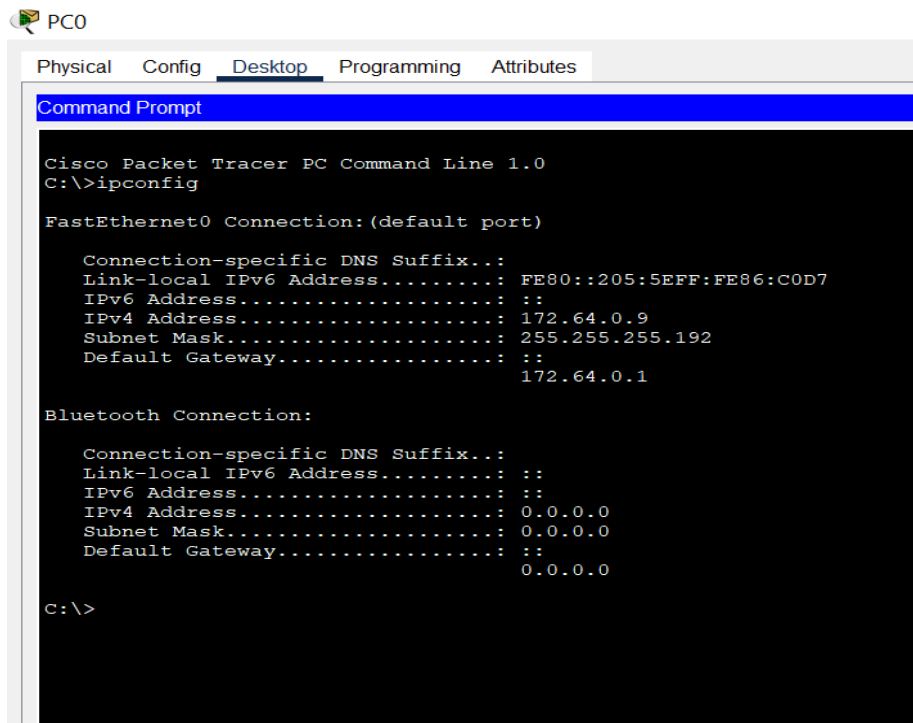 PC0
Physical Config Desktop Programming Attributes
Command Prompt
Cisco Packet Tracer PC Command Line 1.0
C:\>ipconfig
FastEthernet0 Connection:(default port)
Connection-specific DNS Suffix..:
Link-local IPv6 Address.........: FE80::205:5EFF:FE86:C0D7
IPv6 Address....................: ::
IPv4 Address....................: 172.64.0.9
Subnet Mask.....................: 255.255.255.192
Default Gateway.................: ::
172.64.0.1
Bluetooth Connection:
Connection-specific DNS Suffix..:
Link-local IPv6 Address.........: ::
IPv6 Address....................: ::
IPv4 Address....................: 0.0.0.0
Subnet Mask.....................: 0.0.0.0
Default Gateway.................: ::
0.0.0.0
C:\>